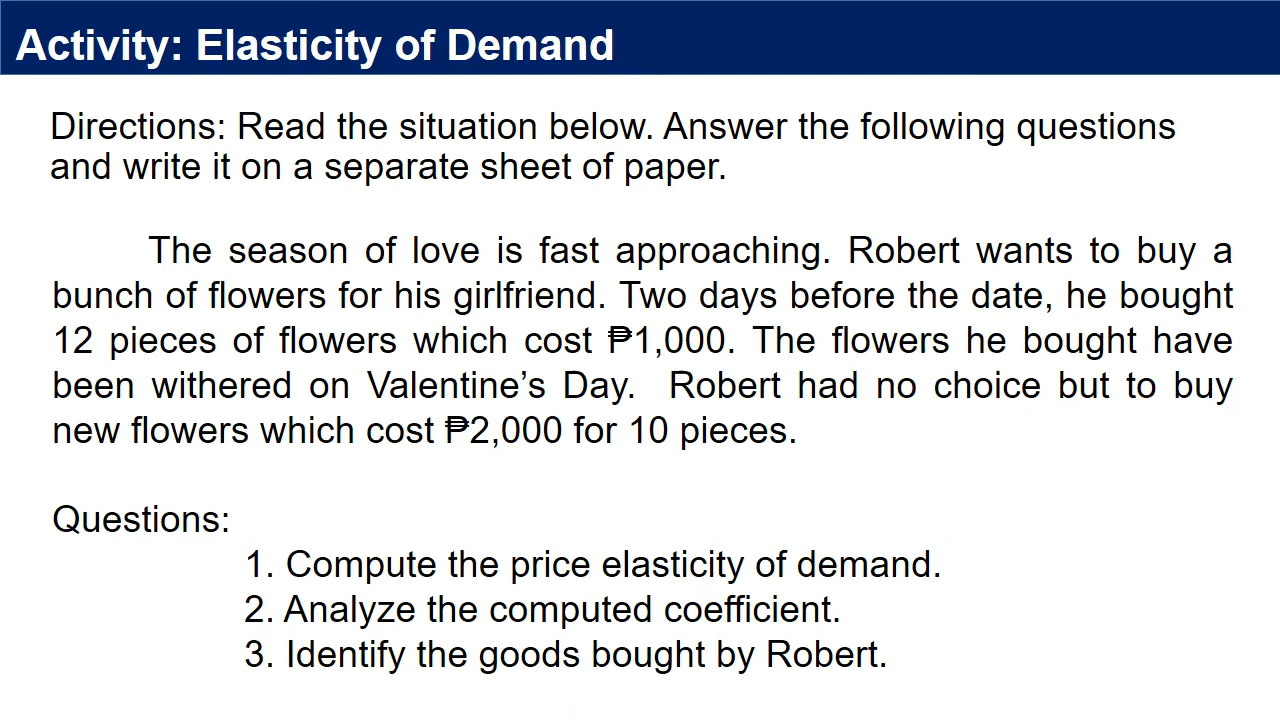 Activity: Elasticity of Demand
Directions: Read the situation below. Answer the following questions
and write it on a separate sheet of paper.
The season of love is fast approaching. Robert wants to buy a
bunch of flowers for his girlfriend. Two days before the date, he bought
12 pieces of flowers which cost ₱1,000. The flowers he bought have
been withered on Valentine’s Day. Robert had no choice but to buy
new flowers which cost ₱2,000 for 10 pieces.
Questions:
1. Compute the price elasticity of demand.
2. Analyze the computed coefficient.
3. Identify the goods bought by Robert.